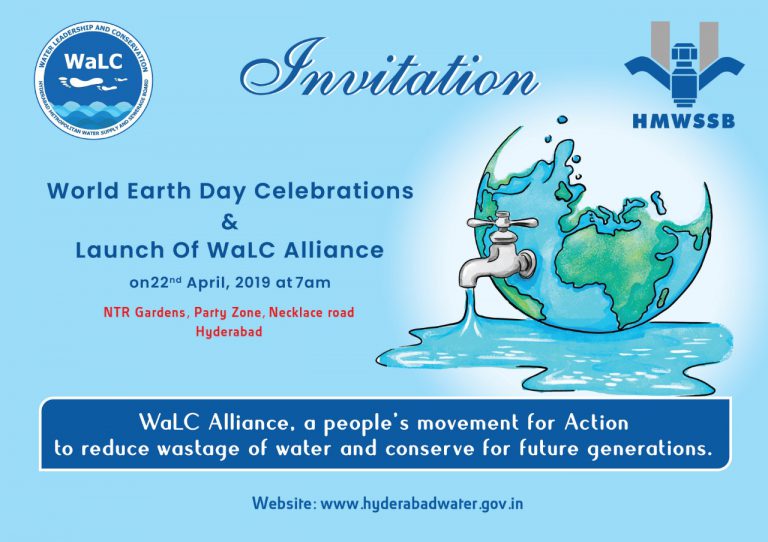 WATER LEADERSHIP AND CONSERVATION
WaLC
HYDERABAD METROPOLITAN WATER SUPPLY AND SEWERAGE BOARD
Invitation
HMWSSB
World Earth Day Celebrations
&
Launch Of WaLC Alliance
on22nd April, 2019 at 7am
NTR Gardens, Party Zone, Necklace road
Hyderabad
WaLC Alliance, a people's movement for Action
to reduce wastage of water and conserve for future generations.
Website: www.hyderabadwater.gov.in